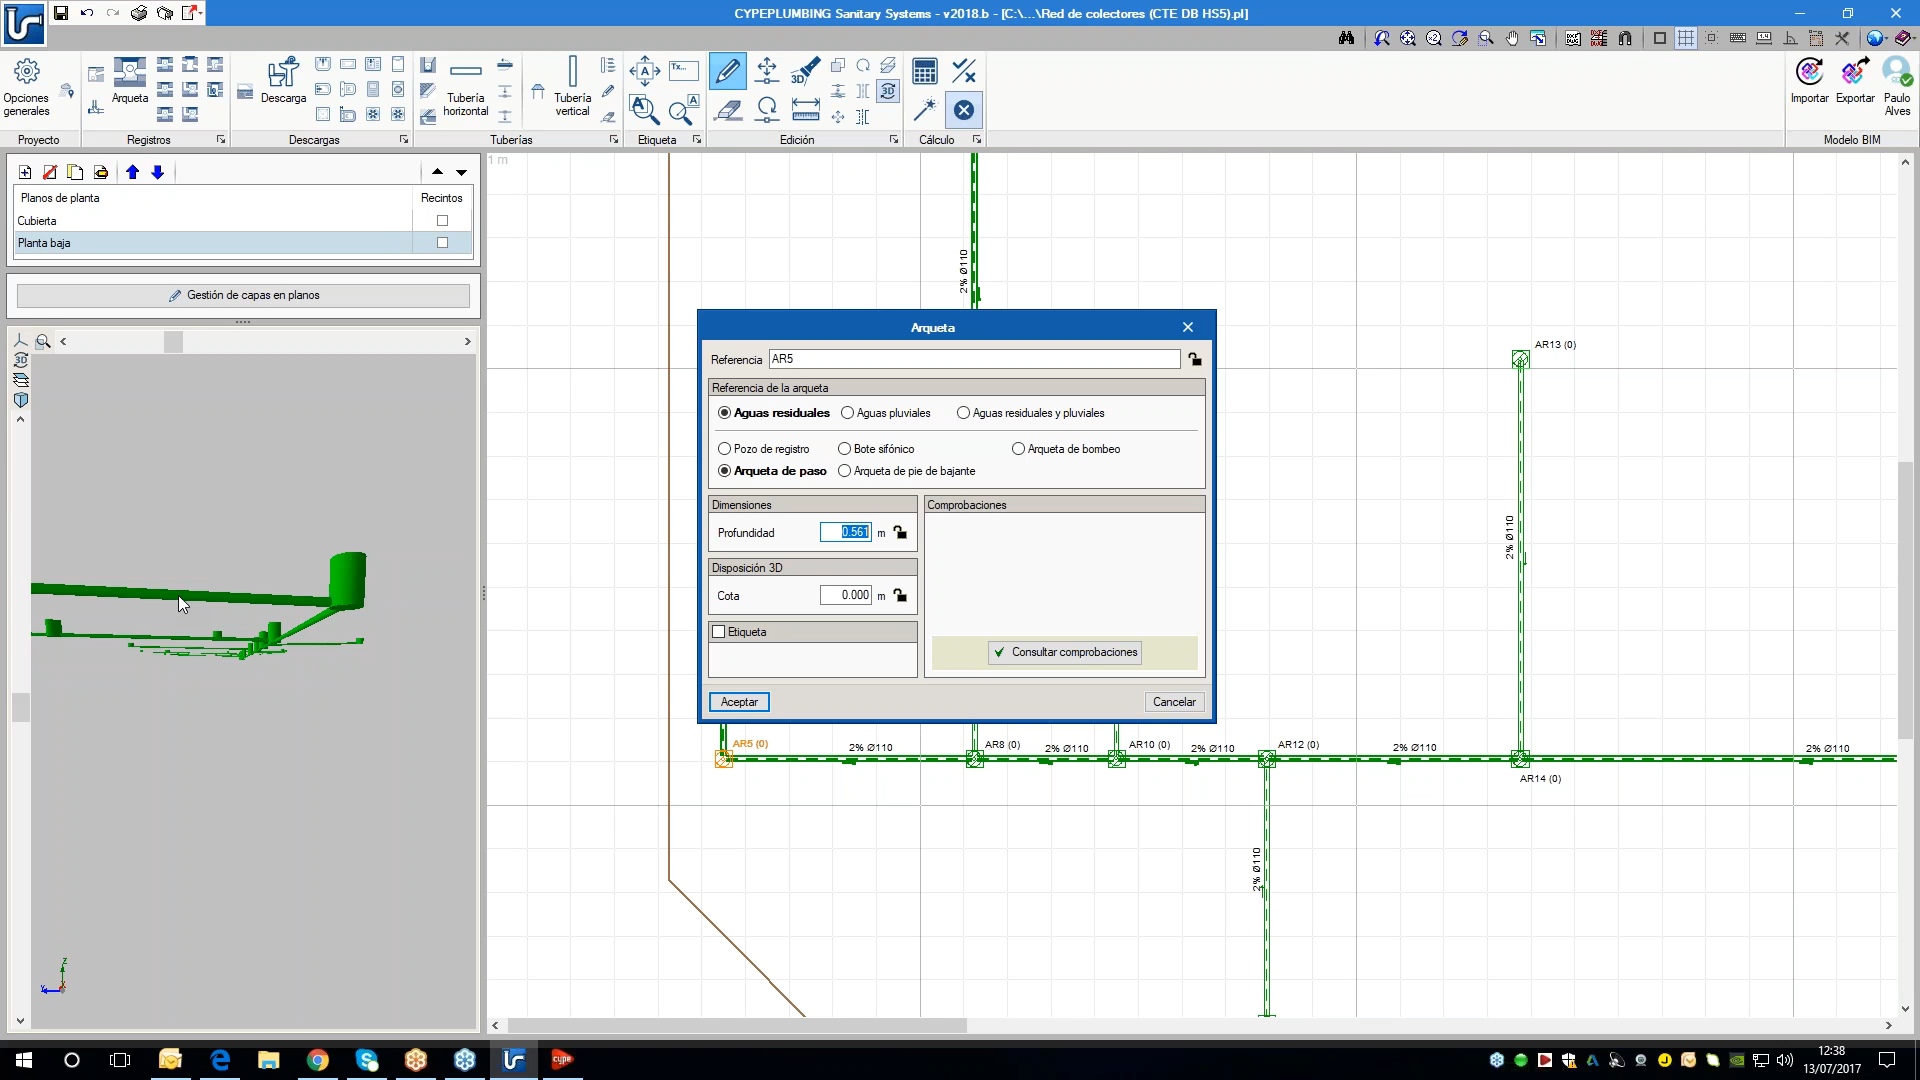 CYPEPLUMBING Sanitary Systems - v2018.b - [C:\...\Red de colectores (CTE DB HS5).pl]
Opciones
generales
Arqueta
Descarga
Tubería
horizontal
Tubería
vertical
Importar
Exportar
Paulo
Alves
Proyecto
Registros
Descargas
Tuberías
Etiqueta
Edición
Cálculo
Modelo BIM
Planos de planta
Recintos
Cubierta
Planta baja
Gestión de capas en planos
1 m
2% Ø110
Arqueta
Referencia
AR5
Referencia de la arqueta
Aguas residuales
Aguas pluviales
Aguas residuales y pluviales
Pozo de registro
Bote sifónico
Arqueta de bombeo
Arqueta de paso
Arqueta de pie de bajante
Dimensiones
Comprobaciones
Profundidad
0.561
m
Disposición 3D
Cota
0.000
m
Etiqueta
Consultar comprobaciones
Aceptar
Cancelar
AR13 (0)
2% Ø110
AR5 (0)
2% Ø110
AR8 (0)
2% Ø110
AR10 (0)
2% Ø110
AR12 (0)
2% Ø110
2% Ø110
AR14 (0)
2% Ø110
12:38
13/07/2017